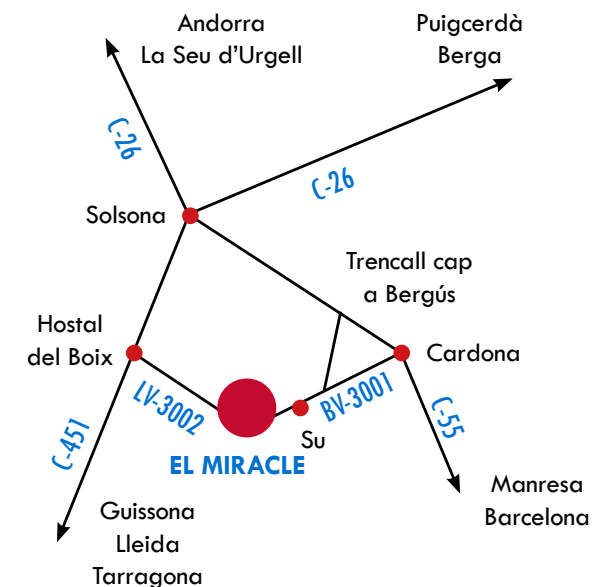 Andorra
La Seu d'Urgell
Puigcerdà
Berga
C-26
C-26
Solsona
Trencall cap
a Bergús
Hostal
del Boix
Cardona
LV-3002
BV-3001
C-451
C-55
Su
EL MIRACLE
Guissona
Lleida
Tarragona
Manresa
Barcelona